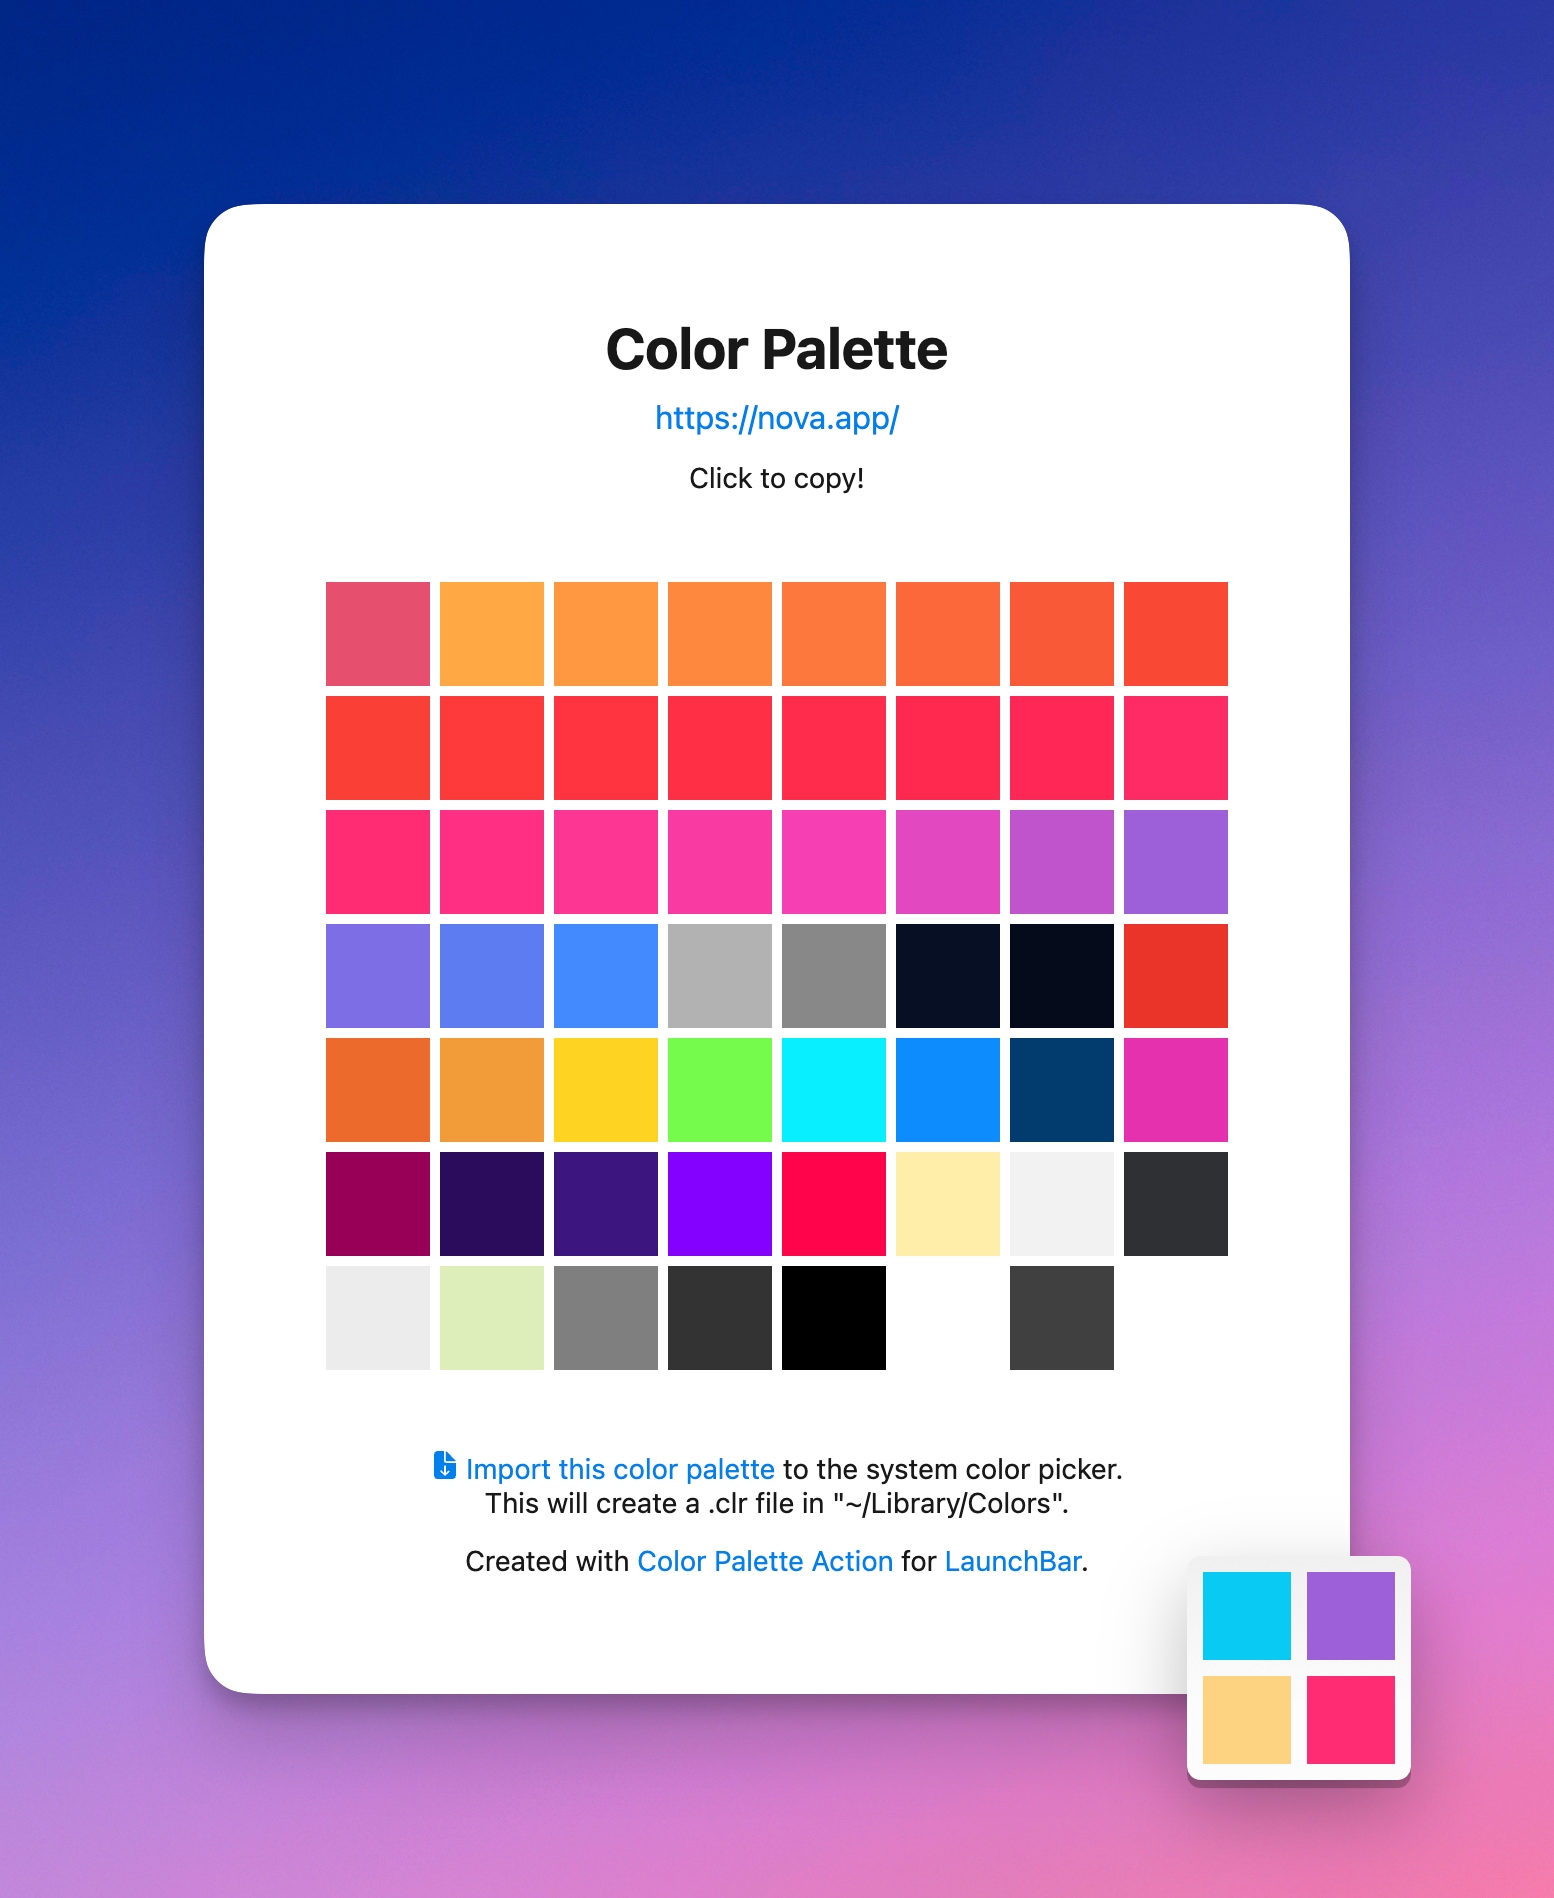 Color Palette
https://nova.app/
Click to copy!
Import this color palette to the system color picker.
This will create a .clr file in "~/Library/Colors".
Created with Color Palette Action for LaunchBar.